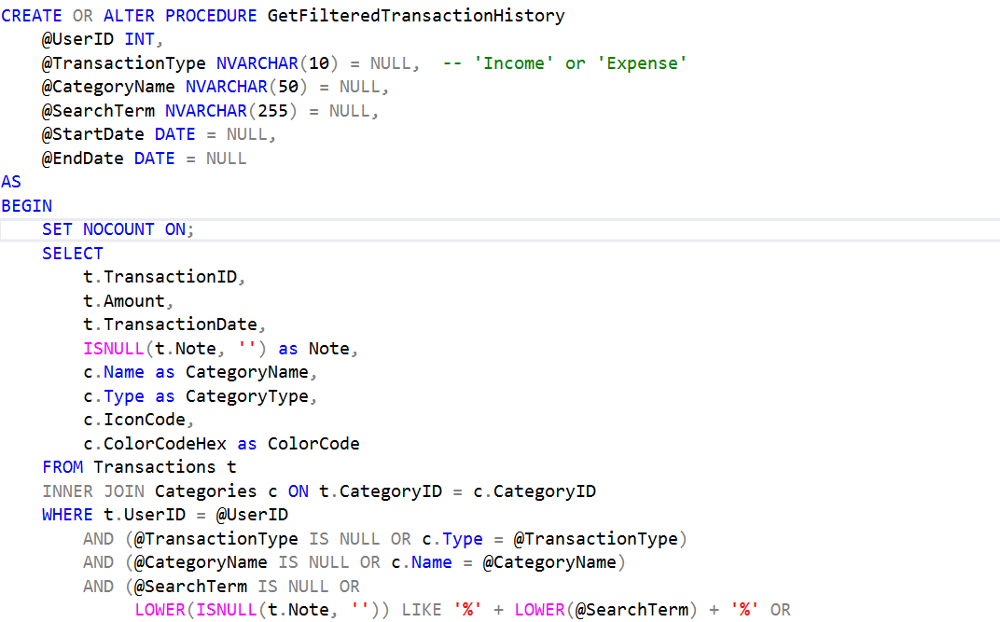 CREATE OR ALTER PROCEDURE GetFilteredTransactionHistory
    @UserID INT,
    @TransactionType NVARCHAR(10) = NULL,  -- 'Income' or 'Expense'
    @CategoryName NVARCHAR(50) = NULL,
    @SearchTerm NVARCHAR(255) = NULL,
    @StartDate DATE = NULL,
    @EndDate DATE = NULL
AS
BEGIN
    SET NOCOUNT ON;
    SELECT
        t.TransactionID,
        t.Amount,
        t.TransactionDate,
        ISNULL(t.Note, '') as Note,
        c.Name as CategoryName,
        c.Type as CategoryType,
        c.IconCode,
        c.ColorCodeHex as ColorCode
    FROM Transactions t
    INNER JOIN Categories c ON t.CategoryID = c.CategoryID
    WHERE t.UserID = @UserID
        AND (@TransactionType IS NULL OR c.Type = @TransactionType)
        AND (@CategoryName IS NULL OR c.Name = @CategoryName)
        AND (@SearchTerm IS NULL OR
             LOWER(ISNULL(t.Note, '')) LIKE '%' + LOWER(@SearchTerm) + '%' OR